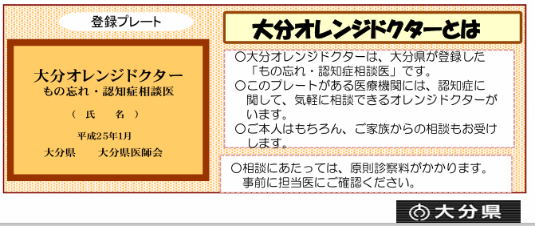 登録プレート
大分オレンジドクター
もの忘れ・認知症相談医
（　氏　　名　）
平成25年1月
大分県　　大分県医師会
大分オレンジドクターとは
○大分オレンジドクターは、大分県が登録した
「もの忘れ・認知症相談医」です。
○このプレートがある医療機関には、認知症に
関して、気軽に相談できるオレンジドクターが
います。
○ご本人はもちろん、ご家族からの相談もお受け
します。
○相談にあたっては、原則診察料がかかります。
事前に担当医にご確認ください。
大分県